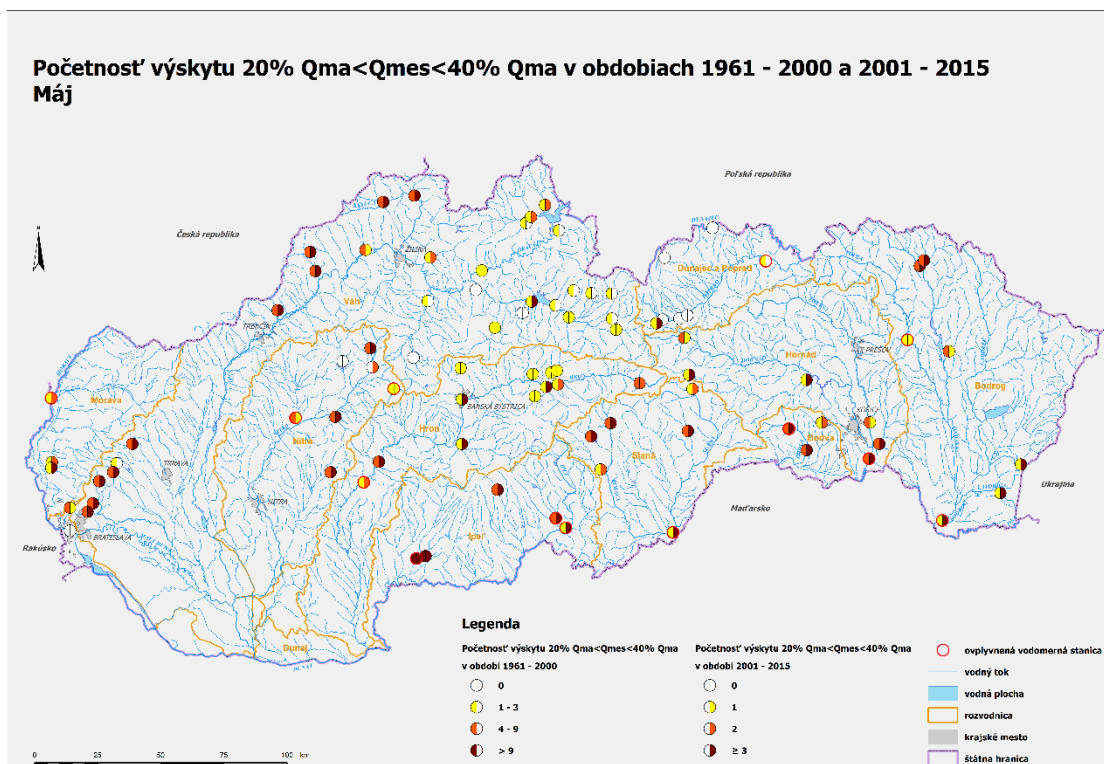 Početnosť výskytu 20% Qma<Qmes<40% Qma v obdobiach 1961 - 2000 a 2001 - 2015
Máj
Poľská republika
Česká republika
DUNAJEC
Dunajec a Poprad
ŽILINA
Váh
TRENČÍN
PREŠOV
Hornád
Bodrog
Morava
BANSKÁ BYSTRICA
Hron
Nitra
Slaná
Bodva
TRNAVA
NITRA
Ipeľ
Maďarsko
Ukrajina
Rakúsko
BRATISLAVA
Dunaj
DUNAJ
Legenda
Početnosť výskytu 20% Qma<Qmes<40% Qma
v období 1961 - 2000
0
1 - 3
4 - 9
> 9
Početnosť výskytu 20% Qma<Qmes<40% Qma
v období 2001 - 2015
0
1
2
≥ 3
ovplyvnená vodomerná stanica
vodný tok
vodná plocha
rozvodnica
krajské mesto
štátna hranica
0 25 50 100 km